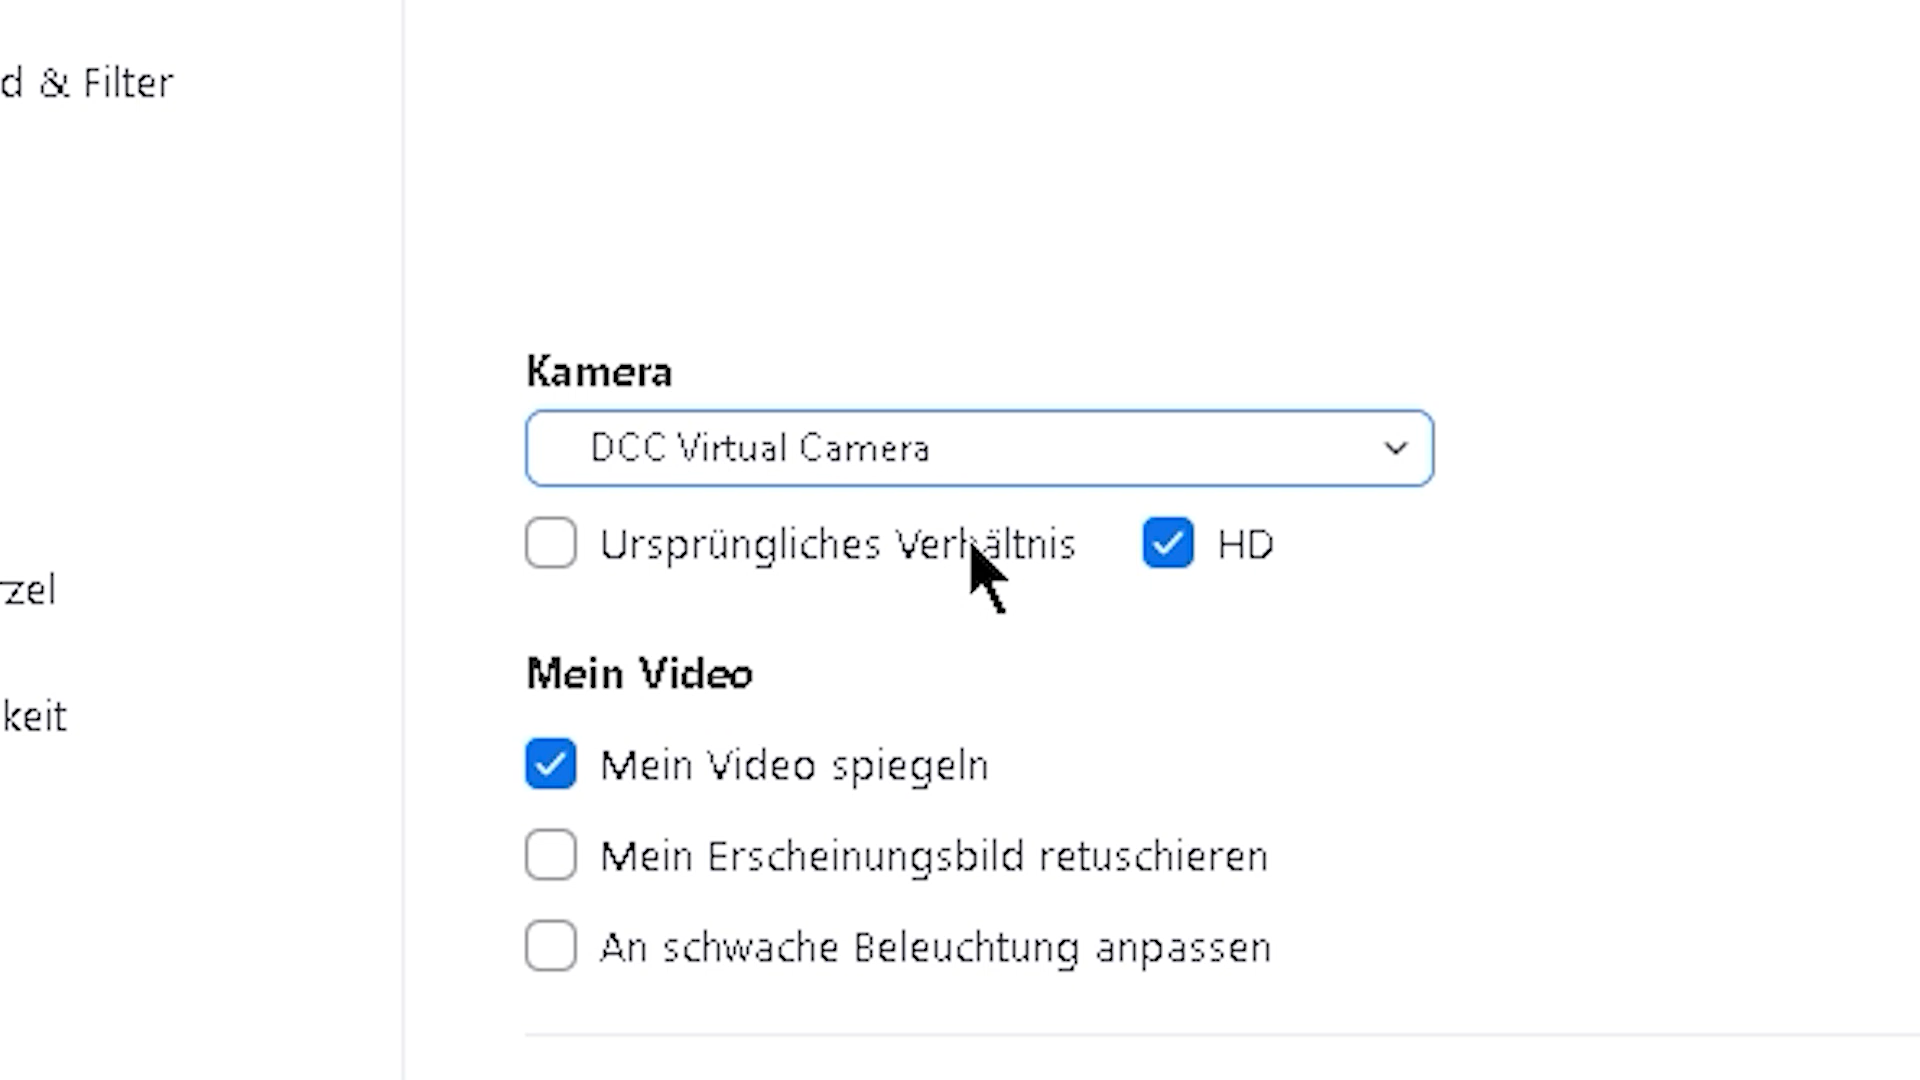 d & Filter
rzel
keit
Kamera
DCC Virtual Camera
Ursprüngliches Verhältnis
HD
Mein Video
Mein Video spiegeln
Mein Erscheinungsbild retuschieren
An schwache Beleuchtung anpassen